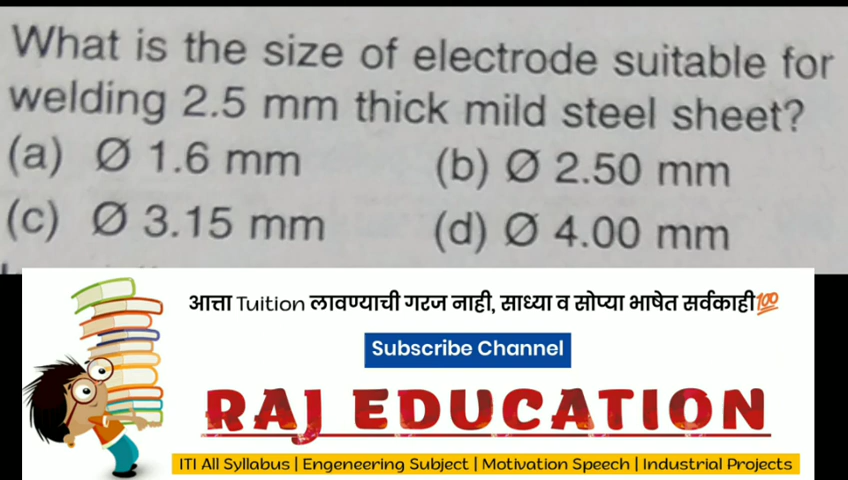 What is the size of electrode suitable for
welding 2.5 mm thick mild steel sheet?
(a) Ø 1.6 mm (b) Ø 2.50 mm
(c) Ø 3.15 mm (d) Ø 4.00 mm
आत्ता Tuition लावण्याची गरज नाही, साध्या व सोप्या भाषेत सर्वकाही💯
Subscribe Channel
RAJ EDUCATION
ITI All Syllabus | Engeneering Subject | Motivation Speech | Industrial Projects